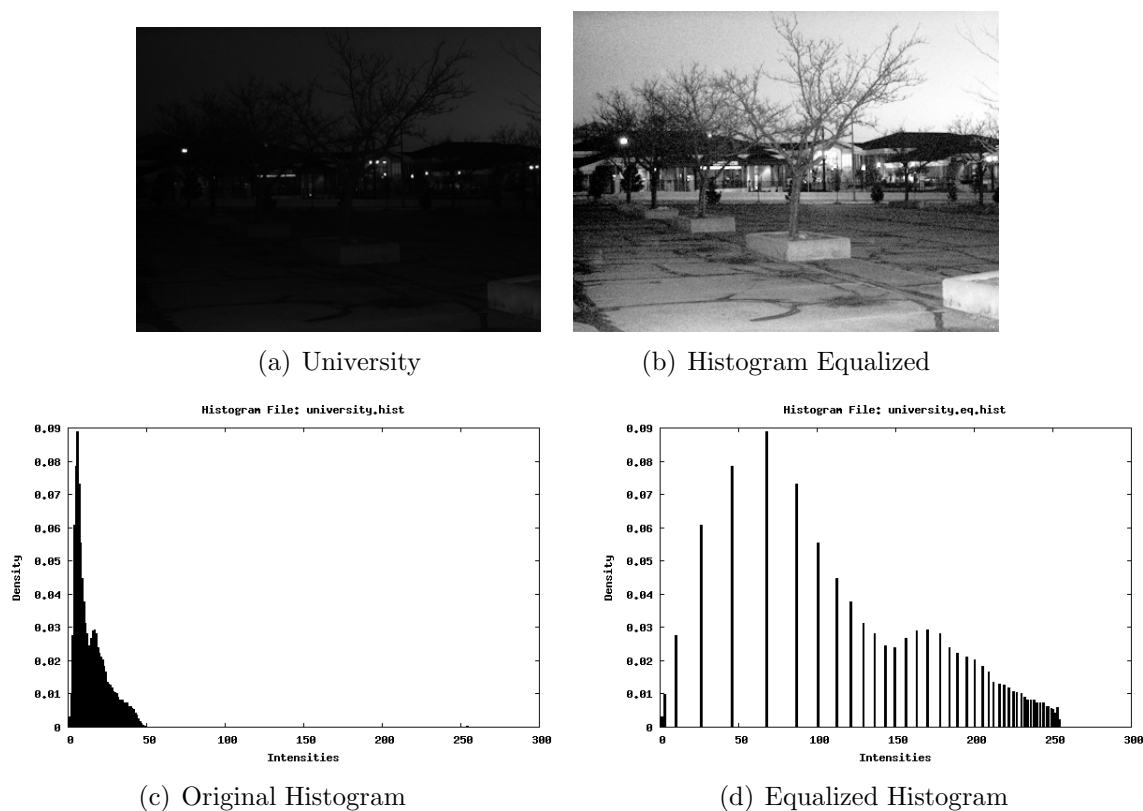 (a) University
(b) Histogram Equalized
Histogram File: university.hist
0.09
0.08
0.07
0.06
0.05
0.04
0.03
0.02
0.01
0
Density
0 50 100 150 200 250 300
Intensities
(c) Original Histogram
Histogram File: university.eq.hist
0.09
0.08
0.07
0.06
0.05
0.04
0.03
0.02
0.01
0
Density
0 50 100 150 200 250 300
Intensities
(d) Equalized Histogram